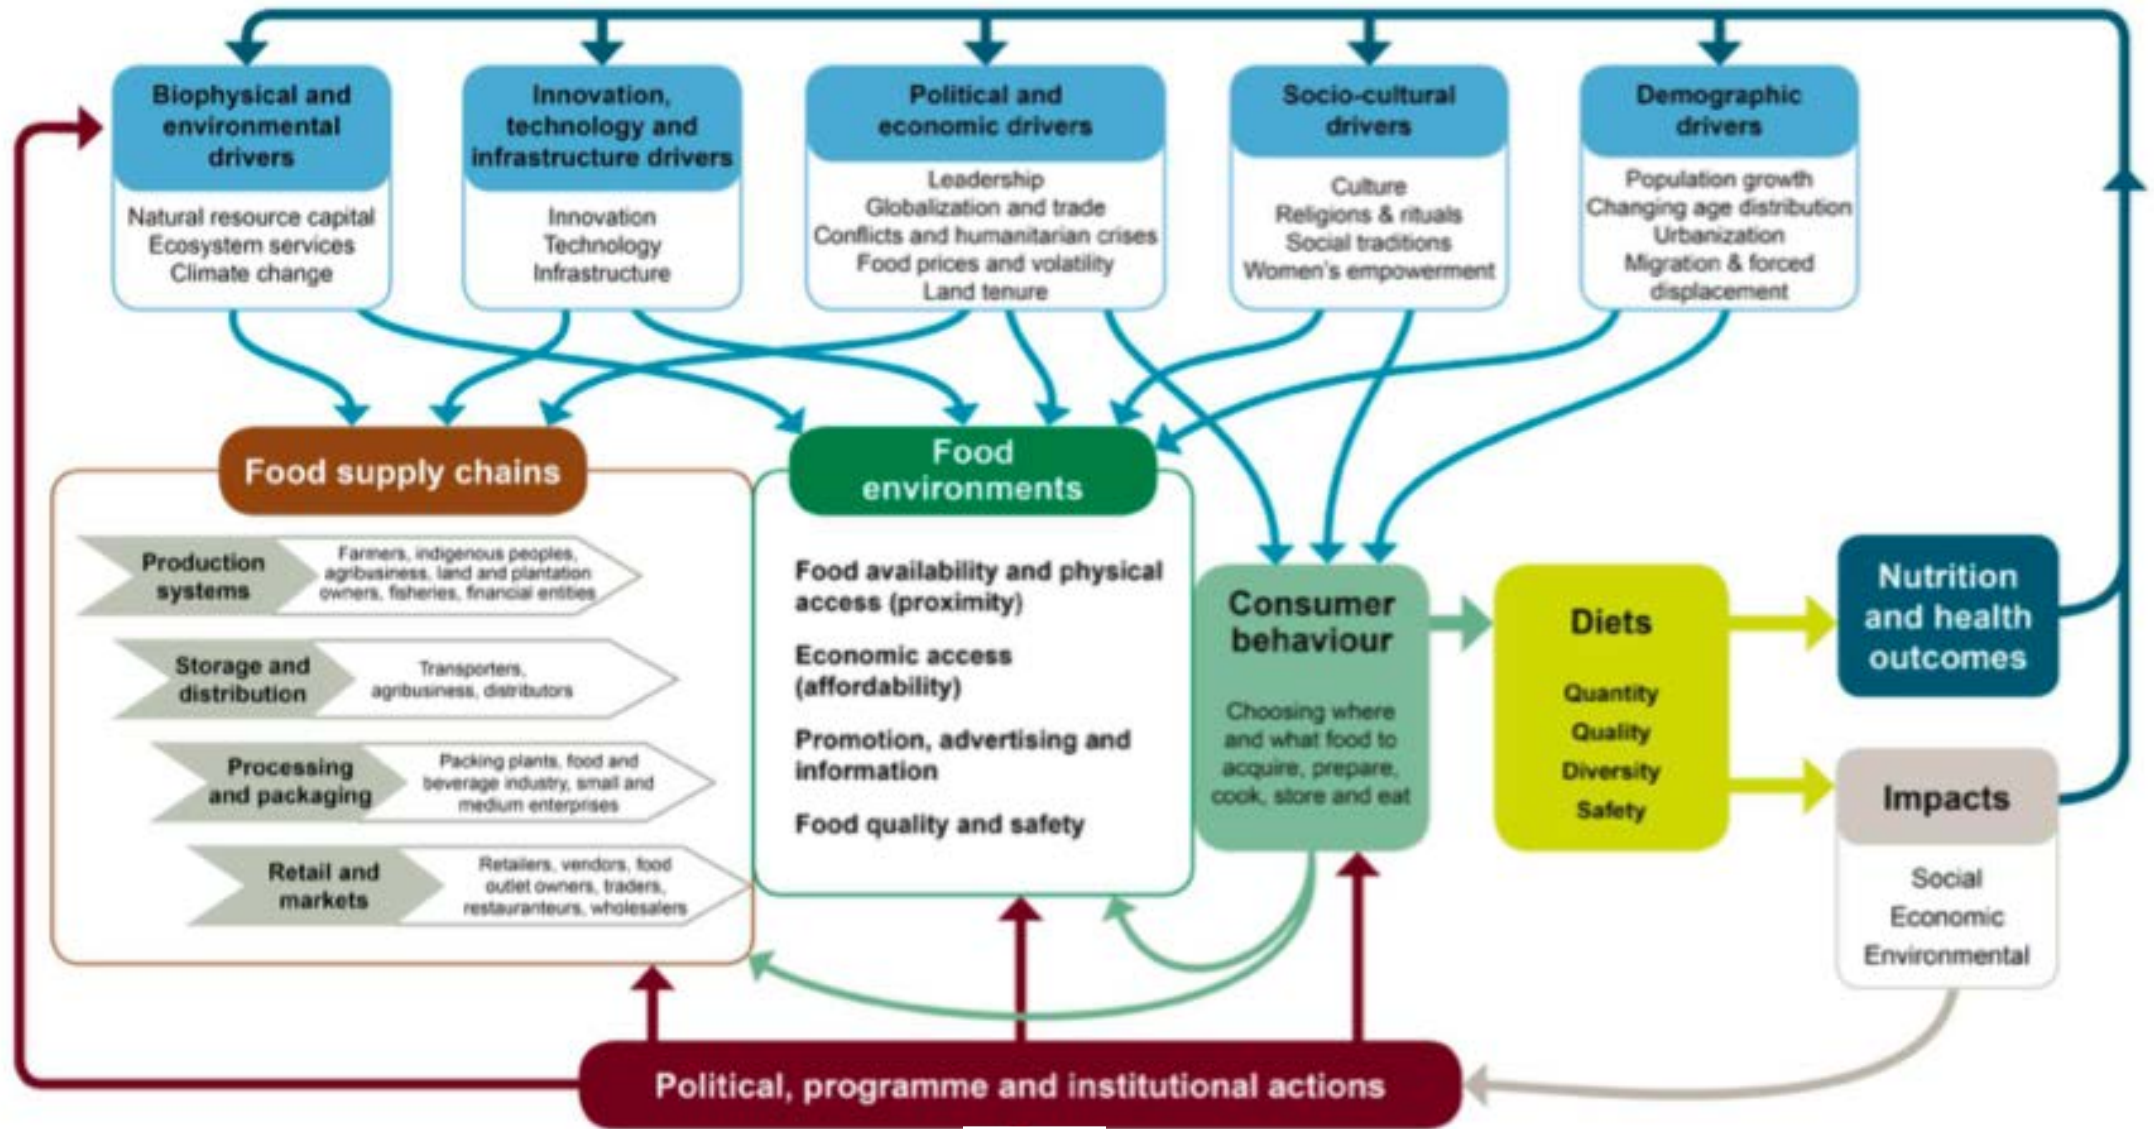 Biophysical and
environmental
drivers
Natural resource capital
Ecosystem services
Climate change
Innovation,
technology and
infrastructure drivers
Innovation
Technology
Infrastructure
Political and
economic drivers
Leadership
Globalization and trade
Conflicts and humanitarian crises
Food prices and volatility
Land tenure
Socio-cultural
drivers
Culture
Religions & rituals
Social traditions
Women's empowerment
Demographic
drivers
Population growth
Changing age distribution
Urbanization
Migration & forced
displacement
Food supply chains
Production
systems
Farmers, indigenous peoples,
agribusiness, land and plantation
owners, fisheries, financial entities
Storage and
distribution
Transporters,
agribusiness, distributors
Processing
and packaging
Packing plants, food and
beverage industry, small and
medium enterprises
Retail and
markets
Retailers, vendors, food
outlet owners, traders,
restauranteurs, wholesalers
Food
environments
Food availability and physical
access (proximity)
Economic access
(affordability)
Promotion, advertising and
information
Food quality and safety
Consumer
behaviour
Choosing where
and what food to
acquire, prepare,
cook, store and eat
Diets
Quantity
Quality
Diversity
Safety
Nutrition
and health
outcomes
Impacts
Social
Economic
Environmental
Political, programme and institutional actions